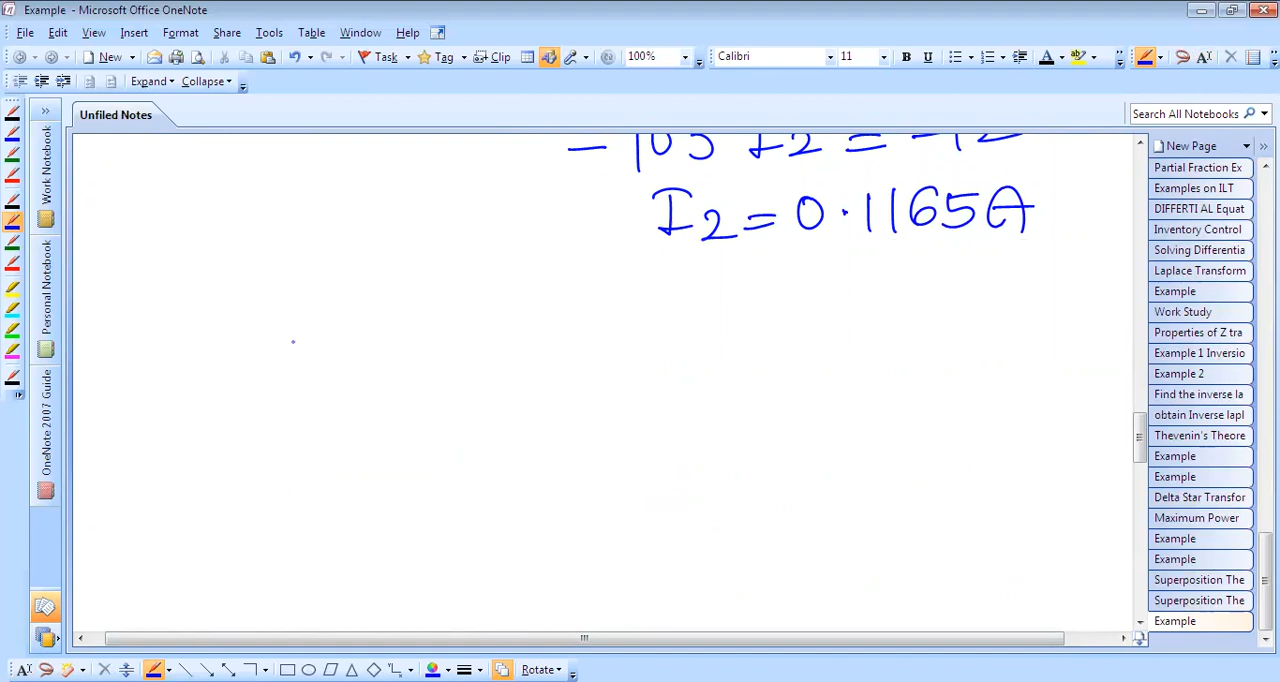 Example - Microsoft Office OneNote
File Edit View Insert Format Share Tools Table Window Help
New Task Tag Clip 100% Calibri 11 B U A
Expand Collapse
Unfiled Notes
Search All Notebooks
Work Notebook
Personal Notebook
OneNote 2007 Guide
- 103 I2 = -12
I2 = 0.1165A
New Page
Partial Fraction Ex
Examples on ILT
DIFFERTI AL Equat
Inventory Control
Solving Differentia
Laplace Transform
Example
Work Study
Properties of Z tra
Example 1 Inversio
Example 2
Find the inverse la
obtain Inverse lapl
Thevenin's Theore
Example
Example
Delta Star Transfor
Maximum Power
Example
Example
Superposition The
Superposition The
Example
Rotate